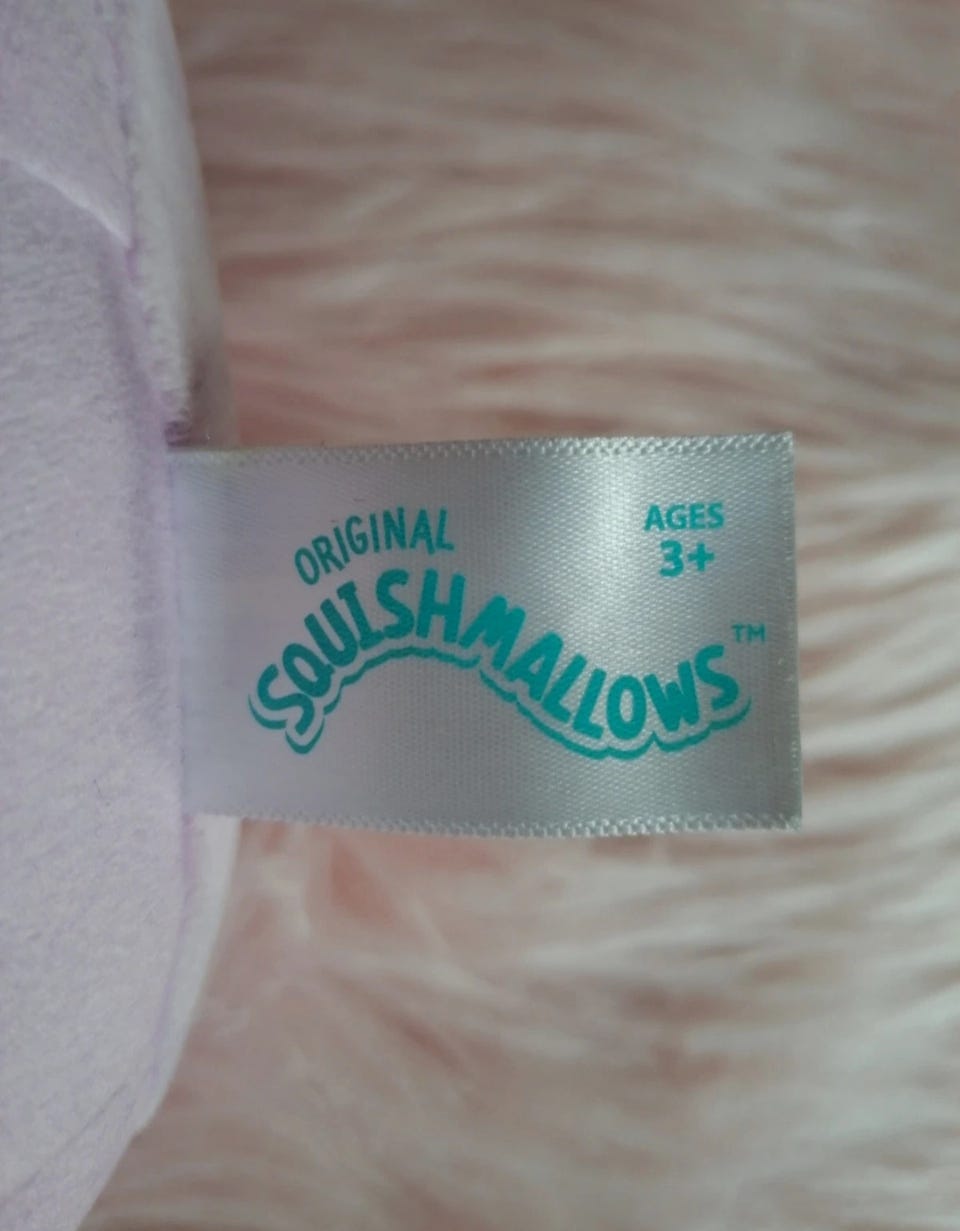 ORIGINAL
SQUISHMALLOWS™
AGES
3+